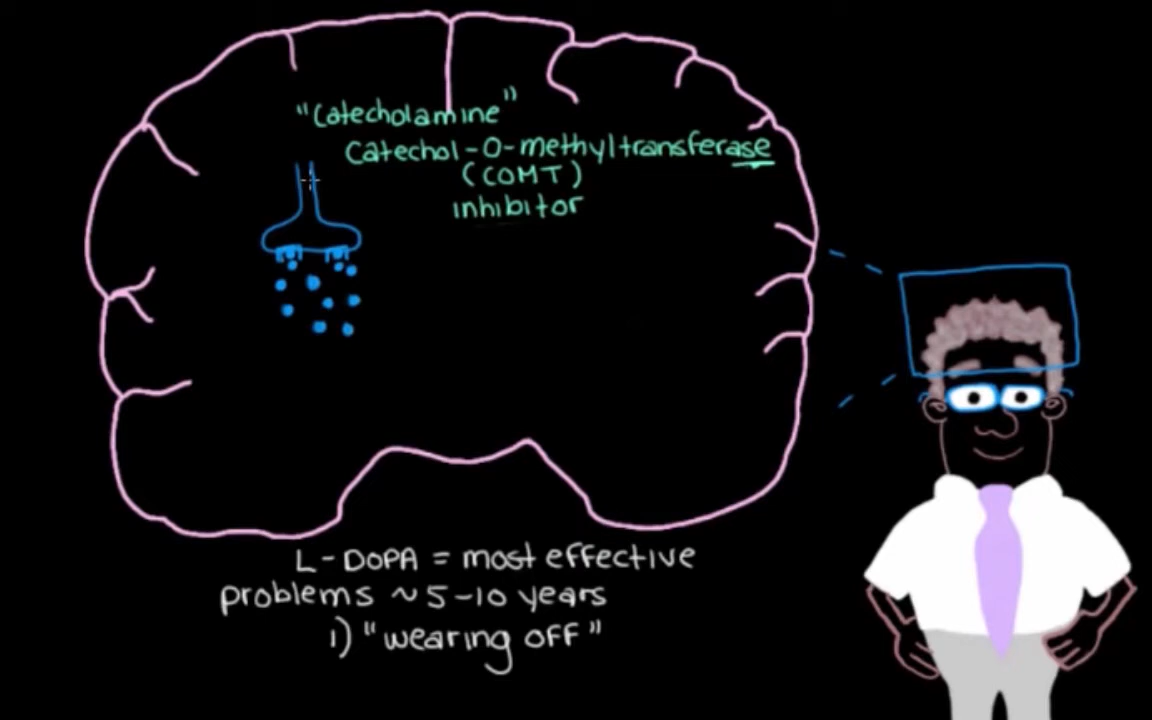 "Catecholamine"
Catechol-O-methyltransferase
(COMT)
inhibitor
L-DOPA = most effective
problems ~ 5-10 years
1) "wearing off"